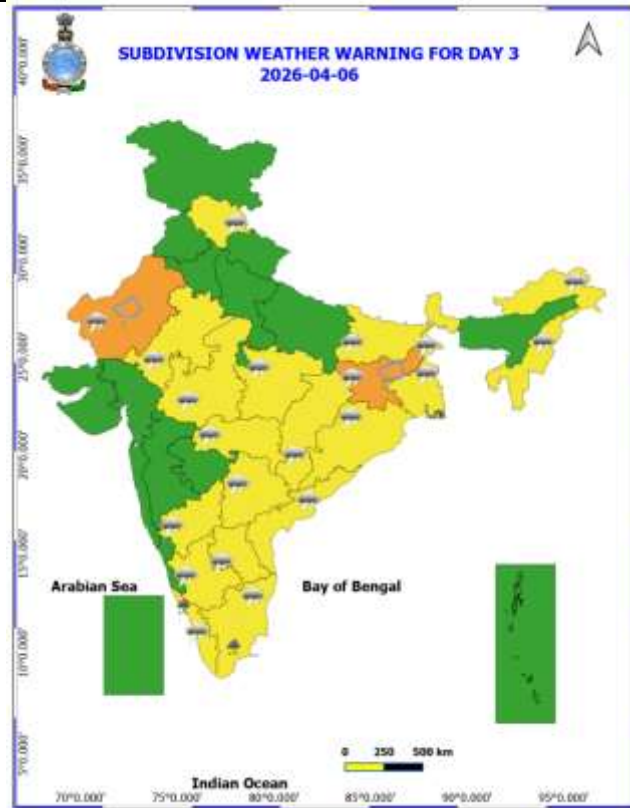 SUBDIVISION WEATHER WARNING FOR DAY 3
2026-04-06
40°0.000'
35°0.000'
30°0.000'
25°0.000'
20°0.000'
15°0.000'
10°0.000'
5°0.000'
Arabian Sea
Bay of Bengal
0 250 500 km
Indian Ocean
70°0.000' 75°0.000' 80°0.000' 85°0.000' 90°0.000' 95°0.000'